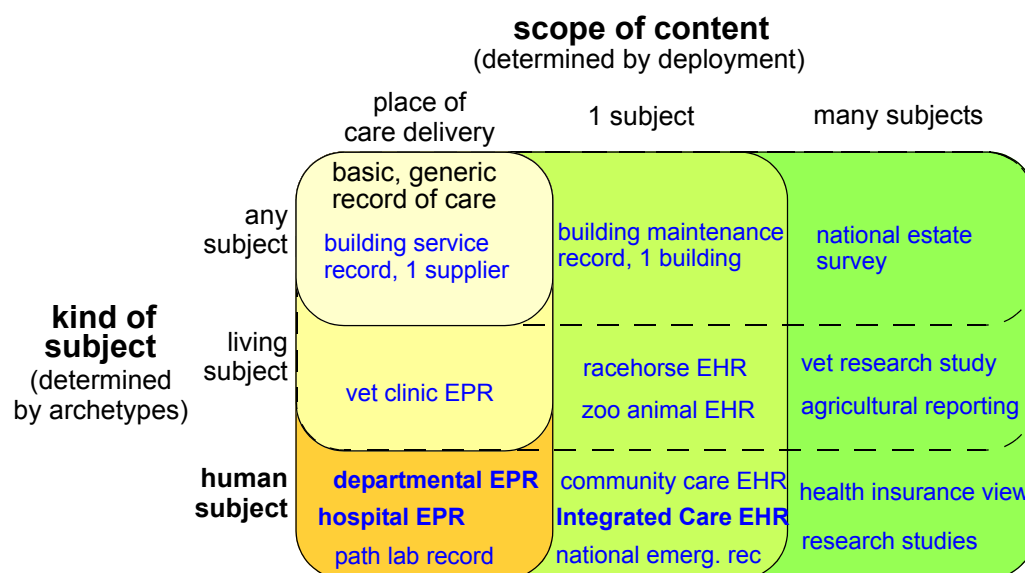 scope of content
(determined by deployment)
place of
care delivery
1 subject
many subjects
any
subject
basic, generic
record of care
building service
record, 1 supplier
building maintenance
record, 1 building
national estate
survey
kind of
subject
(determined
by archetypes)
living
subject
vet clinic EPR
racehorse EHR
zoo animal EHR
vet research study
agricultural reporting
human
subject
departmental EPR
hospital EPR
path lab record
community care EHR
Integrated Care EHR
national emerg. rec
health insurance view
research studies